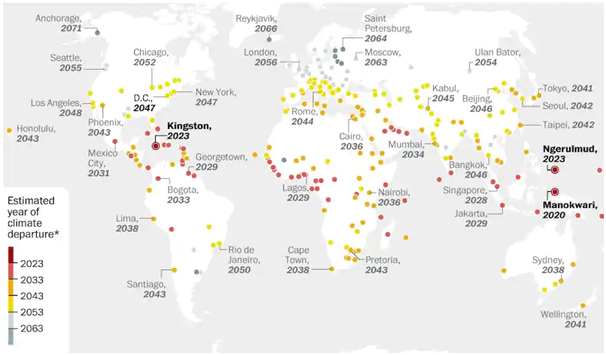 Anchorage,
2071
Reykjavik,
2066
Saint
Petersburg,
2064
Seattle,
2055
Chicago,
2052
London,
2056
Moscow,
2063
Ulan Bator,
2054
Los Angeles,
2048
D.C.,
2047
New York,
2047
Kabul,
2045
Beijing,
2046
Tokyo, 2041
Seoul, 2042
Honolulu,
2043
Phoenix,
2043
Kingston,
2023
Rome,
2044
Cairo,
2036
Mumbai,
2034
Taipei, 2042
Mexico
City,
2031
Georgetown,
2029
Bangkok,
2046
Ngerulmud,
2023
Bogota,
2033
Lagos,
2029
Nairobi,
2036
Singapore,
2028
Manokwari,
2020
Jakarta,
2029
Estimated
year of
climate
departure*
2023
2033
2043
2053
2063
Lima,
2038
Rio de
Janeiro,
2050
Cape
Town,
2038
Pretoria,
2043
Sydney,
2038
Santiago,
2043
Wellington,
2041